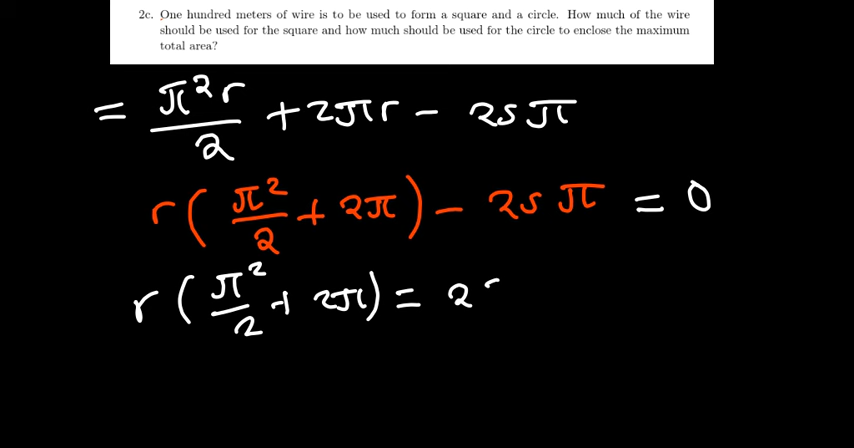 2c. One hundred meters of wire is to be used to form a square and a circle. How much of the wire
should be used for the square and how much should be used for the circle to enclose the maximum
total area?
= π²r/2 + 2πr - 25π
r(π²/2 + 2π) - 25π = 0
r(π²/2 + 2π) = 2